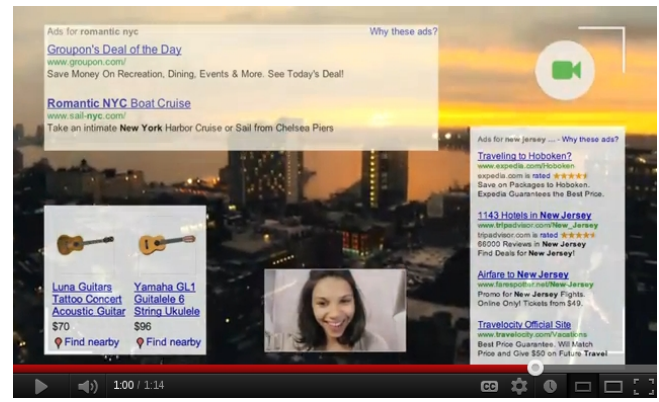 Ads for romantic nyc
Why these ads?
Groupon's Deal of the Day
www.groupon.com/
Save Money On Recreation, Dining, Events & More. See Today's Deal!
Romantic NYC Boat Cruise
www.sail-nyc.com/
Take an intimate New York Harbor Cruise or Sail from Chelsea Piers
Ads for new jersey ... - Why these ads?
Traveling to Hoboken?
www.expedia.com/Hoboken
expedia.com is rated
Save on Packages to Hoboken.
Expedia Guarantees the Best Price.
1143 Hotels in New Jersey
www.tripadvisor.com/New_Jersey
tripadvisor.com is rated
66000 Reviews in New Jersey
Find Deals for New Jersey!
Airfare to New Jersey
www.farespotter.net/New-Jersey
Promo for New Jersey Flights.
Online Only! Tickets from $49.
Travelocity Official Site
www.travelocity.com/Vacations
Best Price Guarantee. Will Match
Price and Give $50 on Future Travel
Luna Guitars
Tattoo Concert
Acoustic Guitar
$70
Find nearby
Yamaha GL1
Guitalele 6
String Ukulele
$96
Find nearby
1:00 / 1:14
CC